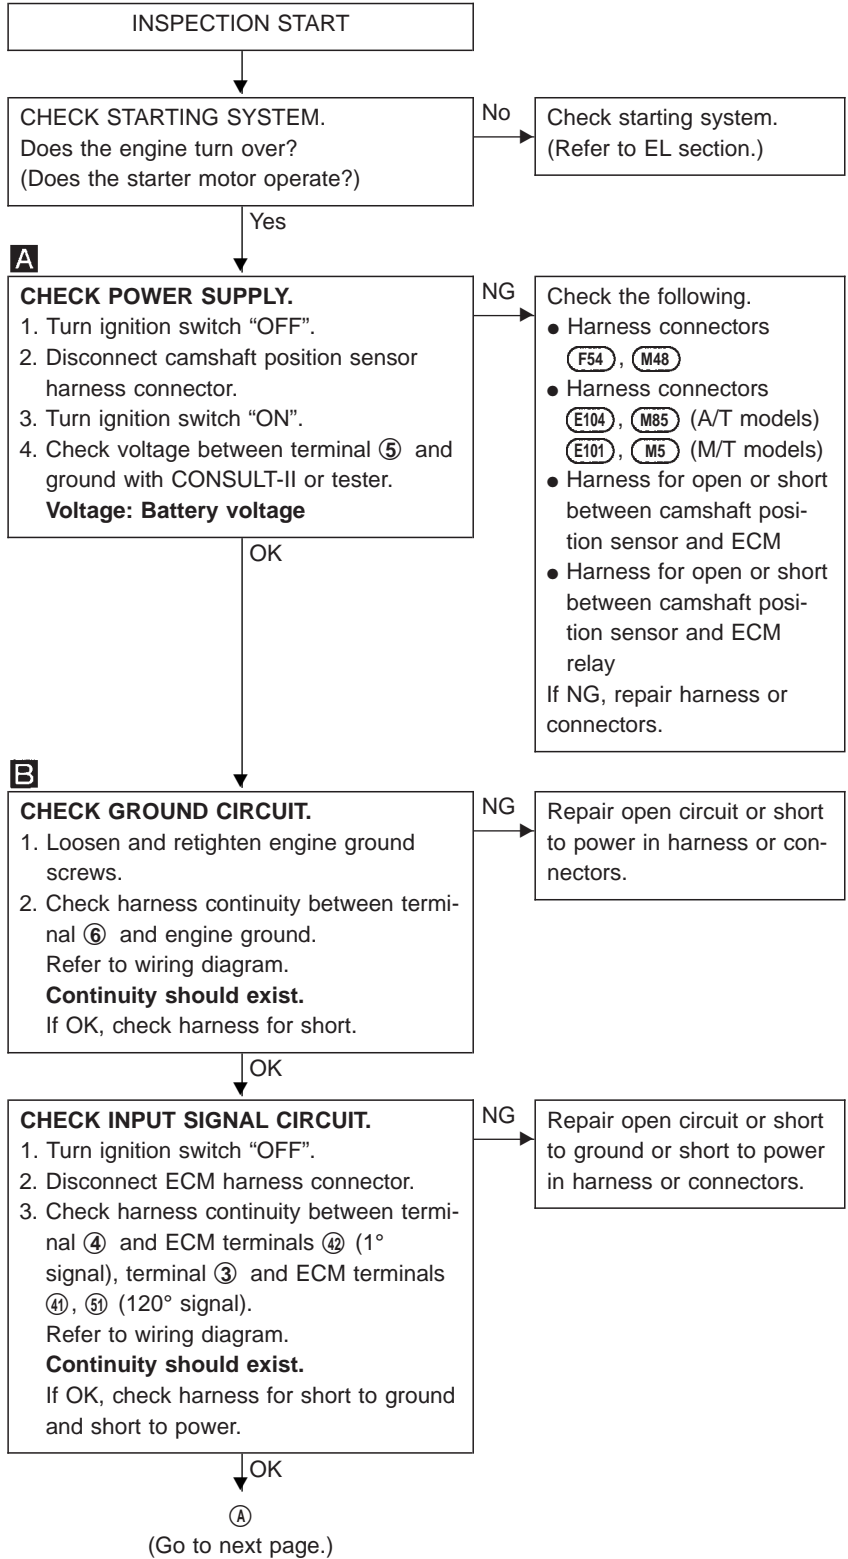 INSPECTION START
CHECK STARTING SYSTEM.
Does the engine turn over?
(Does the starter motor operate?)
No
Check starting system.
(Refer to EL section.)
Yes
A
CHECK POWER SUPPLY.
1. Turn ignition switch “OFF”.
2. Disconnect camshaft position sensor
harness connector.
3. Turn ignition switch “ON”.
4. Check voltage between terminal ⑤ and
ground with CONSULT-II or tester.
Voltage: Battery voltage
NG
Check the following.
● Harness connectors
F54, M48
● Harness connectors
E104, M85 (A/T models)
E101, M5 (M/T models)
● Harness for open or short
between camshaft posi-
tion sensor and ECM
● Harness for open or short
between camshaft posi-
tion sensor and ECM
relay
If NG, repair harness or
connectors.
OK
B
CHECK GROUND CIRCUIT.
1. Loosen and retighten engine ground
screws.
2. Check harness continuity between termi-
nal ⑥ and engine ground.
Refer to wiring diagram.
Continuity should exist.
If OK, check harness for short.
NG
Repair open circuit or short
to power in harness or con-
nectors.
OK
CHECK INPUT SIGNAL CIRCUIT.
1. Turn ignition switch “OFF”.
2. Disconnect ECM harness connector.
3. Check harness continuity between termi-
nal ④ and ECM terminals ㊷ (1°
signal), terminal ③ and ECM terminals
㊶, 51 (120° signal).
Refer to wiring diagram.
Continuity should exist.
If OK, check harness for short to ground
and short to power.
NG
Repair open circuit or short
to ground or short to power
in harness or connectors.
OK
Ⓐ
(Go to next page.)